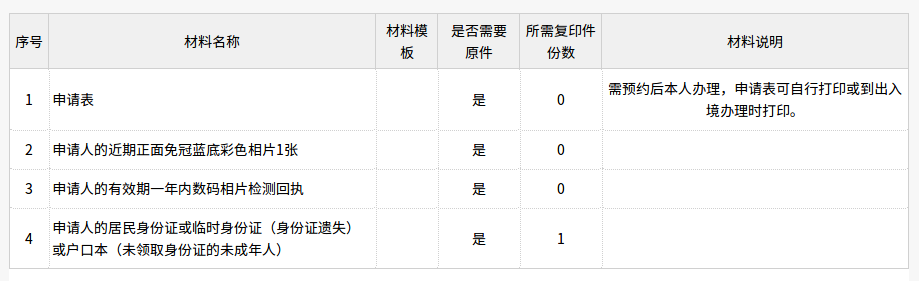 序号 材料名称 材料模板 是否需要原件 所需复印件份数 材料说明
1 申请表 是 0 需预约后本人办理，申请表可自行打印或到出入境办理时打印。
2 申请人的近期正面免冠蓝底彩色相片1张 是 0
3 申请人的有效期一年内数码相片检测回执 是 0
4 申请人的居民身份证或临时身份证（身份证遗失）或户口本（未领取身份证的未成年人） 是 1